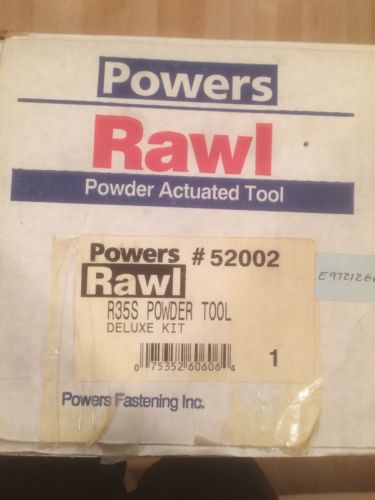 Powers
Rawl
Powder Actuated Tool
Powers # 52002
Rawl
R35S POWDER TOOL
DELUXE KIT
0 75352 60606 4
1
Powers Fastening Inc.